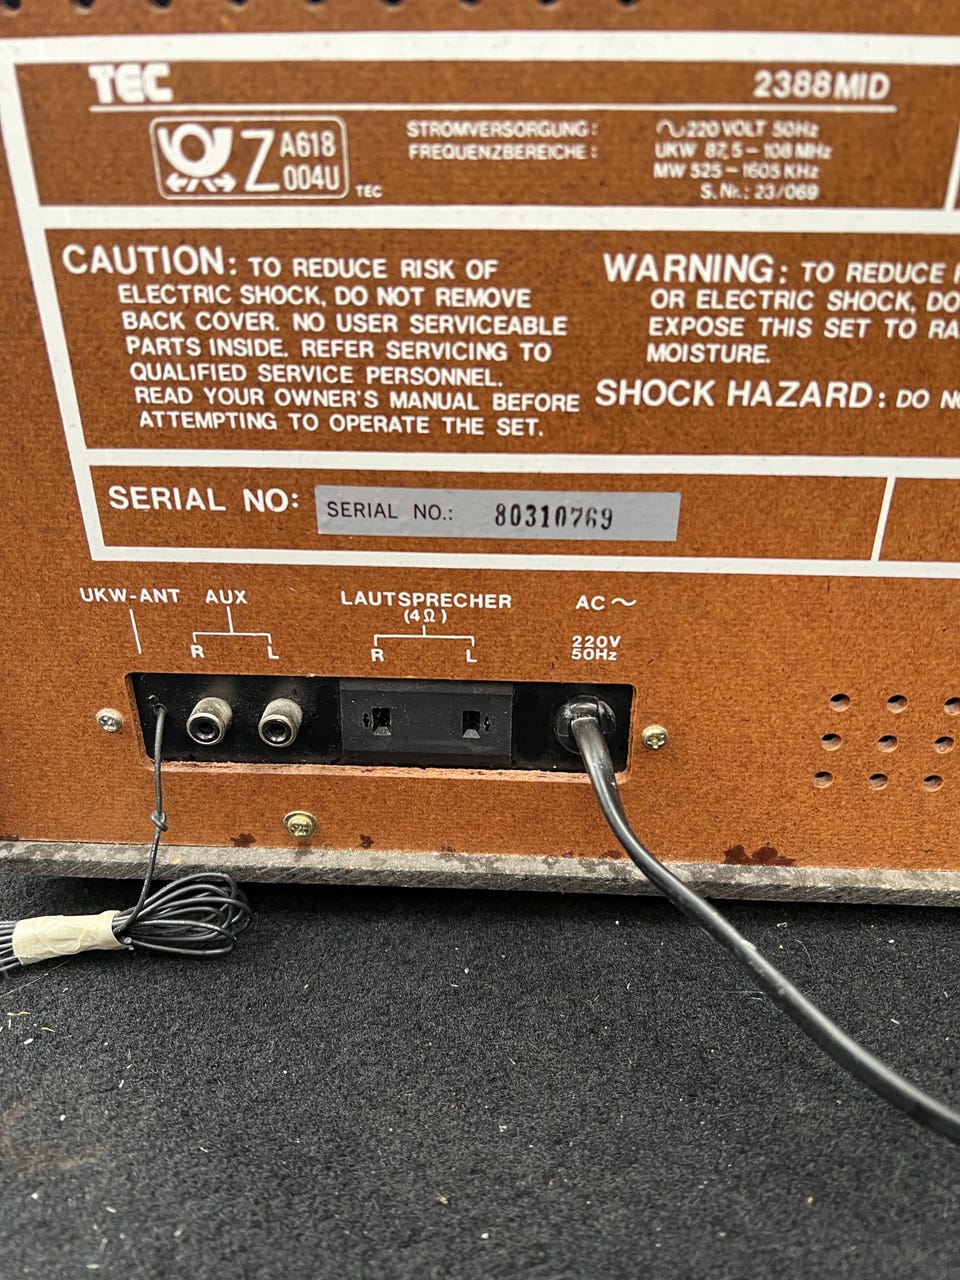 TEC 2388MID
Z A618 004U TEC
STROMVERSORGUNG: ~220 VOLT 50Hz
FREQUENZBEREICHE: UKW 87,5-108 MHz
MW 525-1605 KHz
S.Nr.: 23/069
CAUTION: TO REDUCE RISK OF
ELECTRIC SHOCK, DO NOT REMOVE
BACK COVER. NO USER SERVICEABLE
PARTS INSIDE. REFER SERVICING TO
QUALIFIED SERVICE PERSONNEL.
READ YOUR OWNER'S MANUAL BEFORE
ATTEMPTING TO OPERATE THE SET.
WARNING: TO REDUCE
OR ELECTRIC SHOCK, DO
EXPOSE THIS SET TO RA
MOISTURE.
SHOCK HAZARD: DO NO
SERIAL NO: SERIAL NO.: 80310769
UKW-ANT AUX LAUTSPRECHER AC~
(4Ω)
R L R L 220V
50Hz